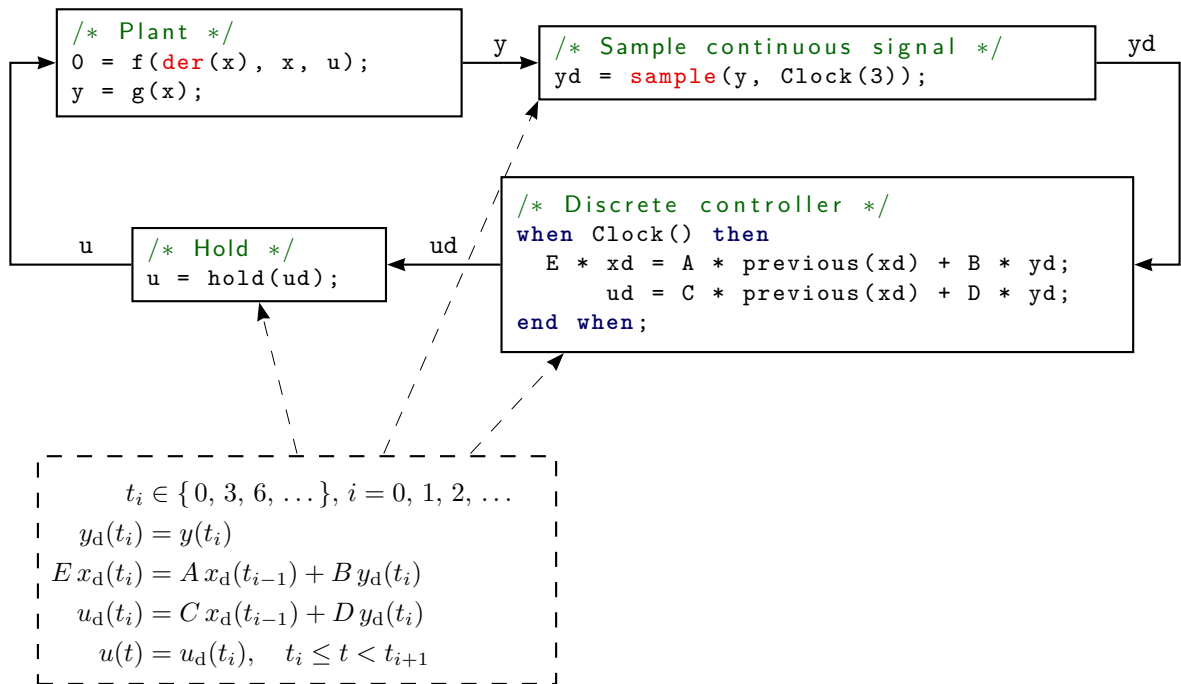 /* Plant */
0 = f(der(x), x, u);
y = g(x);
y
/* Sample continuous signal */
yd = sample(y, Clock(3));
yd
/* Discrete controller */
when Clock() then
E * xd = A * previous(xd) + B * yd;
ud = C * previous(xd) + D * yd;
end when;
ud
/* Hold */
u = hold(ud);
u
t_i ∈ { 0, 3, 6, … }, i = 0, 1, 2, …
y_d(t_i) = y(t_i)
E x_d(t_i) = A x_d(t_{i−1}) + B y_d(t_i)
u_d(t_i) = C x_d(t_{i−1}) + D y_d(t_i)
u(t) = u_d(t_i), t_i ≤ t < t_{i+1}